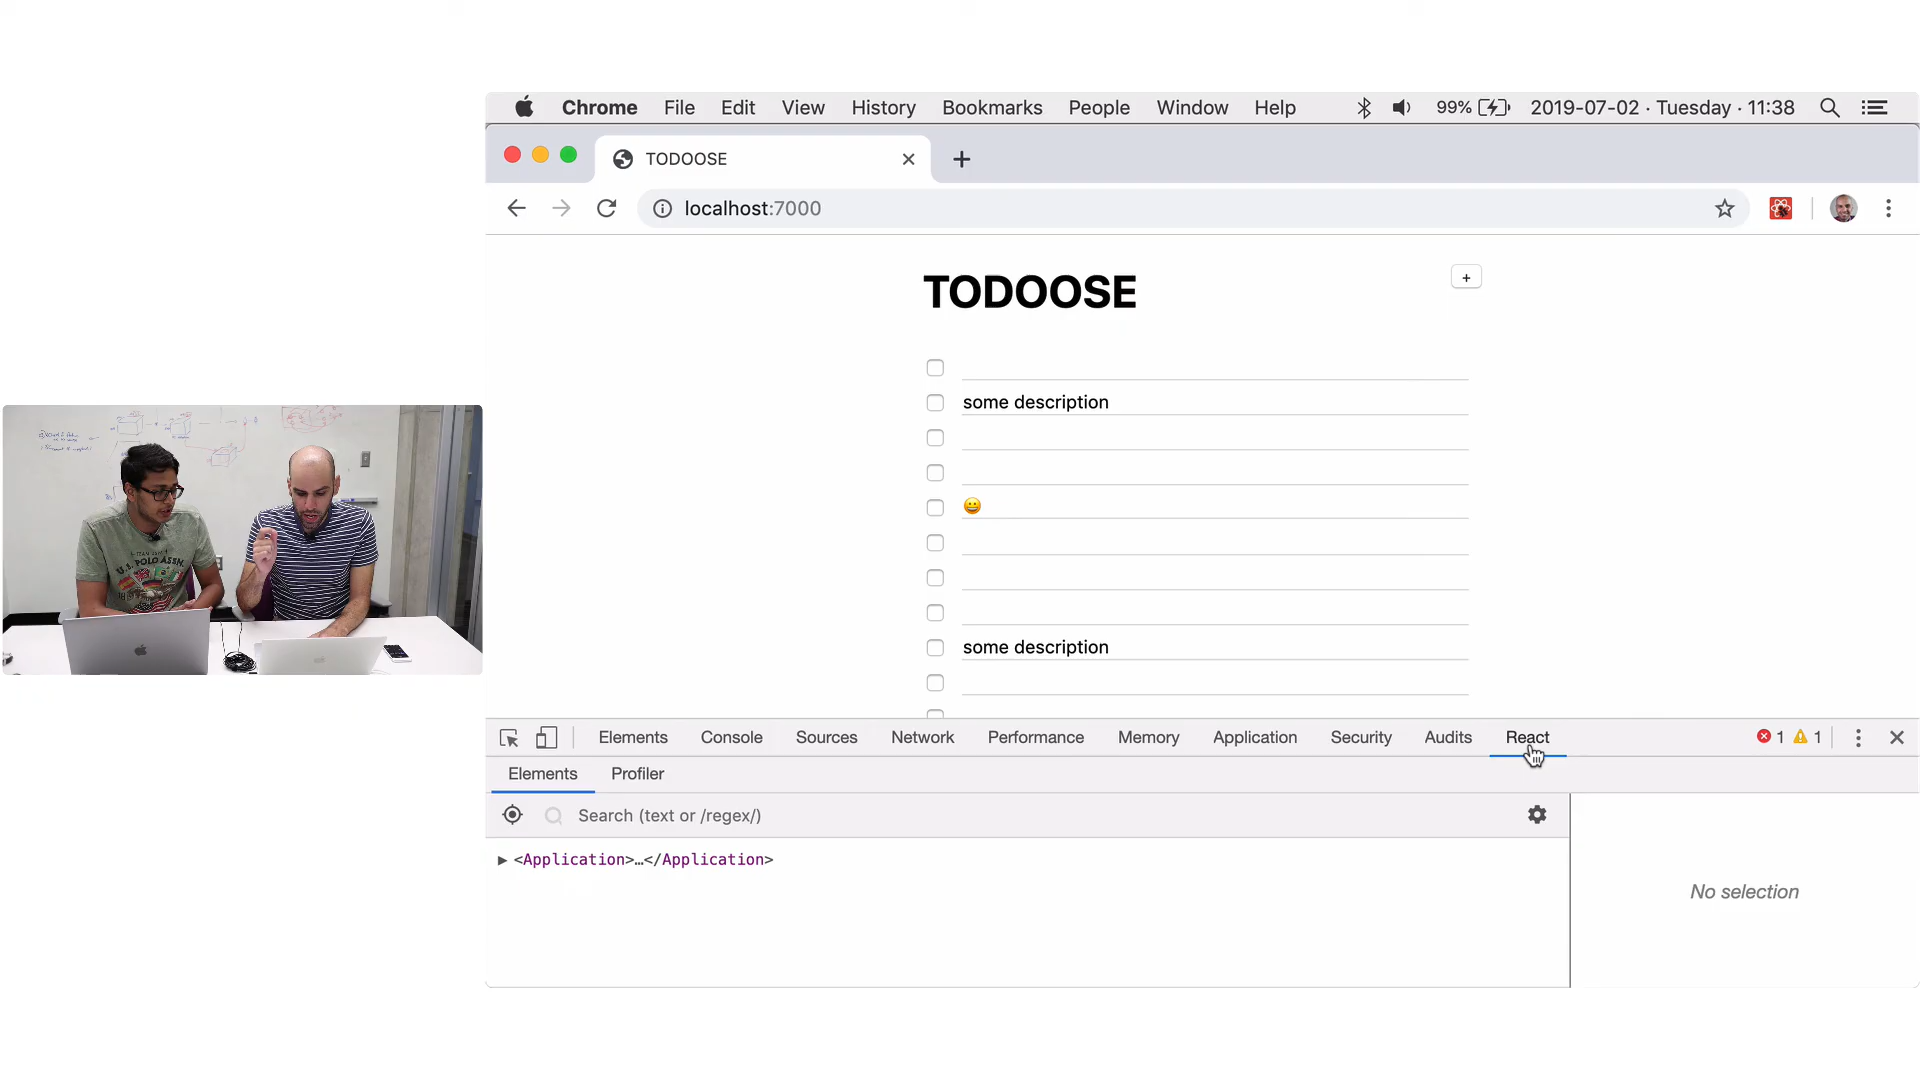 Chrome File Edit View History Bookmarks People Window Help 99% 2019-07-02 · Tuesday · 11:38
TODOOSE
localhost:7000
TODOOSE +
some description
😀
some description
Elements Console Sources Network Performance Memory Application Security Audits React 1 1
Elements Profiler
Search (text or /regex/)
<Application>…</Application>
No selection
U.S. POLO ASSN.